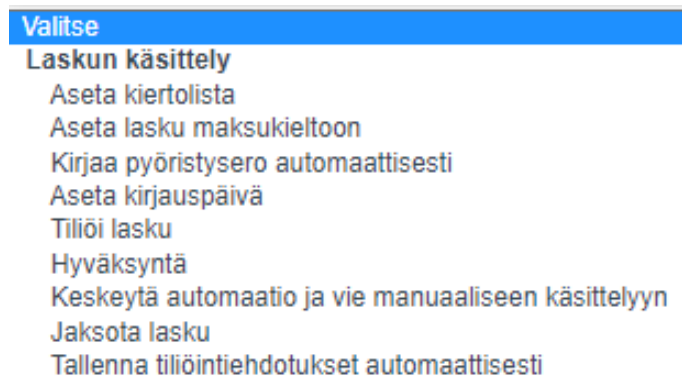 Valitse
Laskun käsittely
Aseta kiertolista
Aseta lasku maksukieltoon
Kirjaa pyöristysero automaattisesti
Aseta kirjauspäivä
Tiliöi lasku
Hyväksyntä
Keskeytä automaatio ja vie manuaaliseen käsittelyyn
Jaksota lasku
Tallenna tiliöintiehdotukset automaattisesti